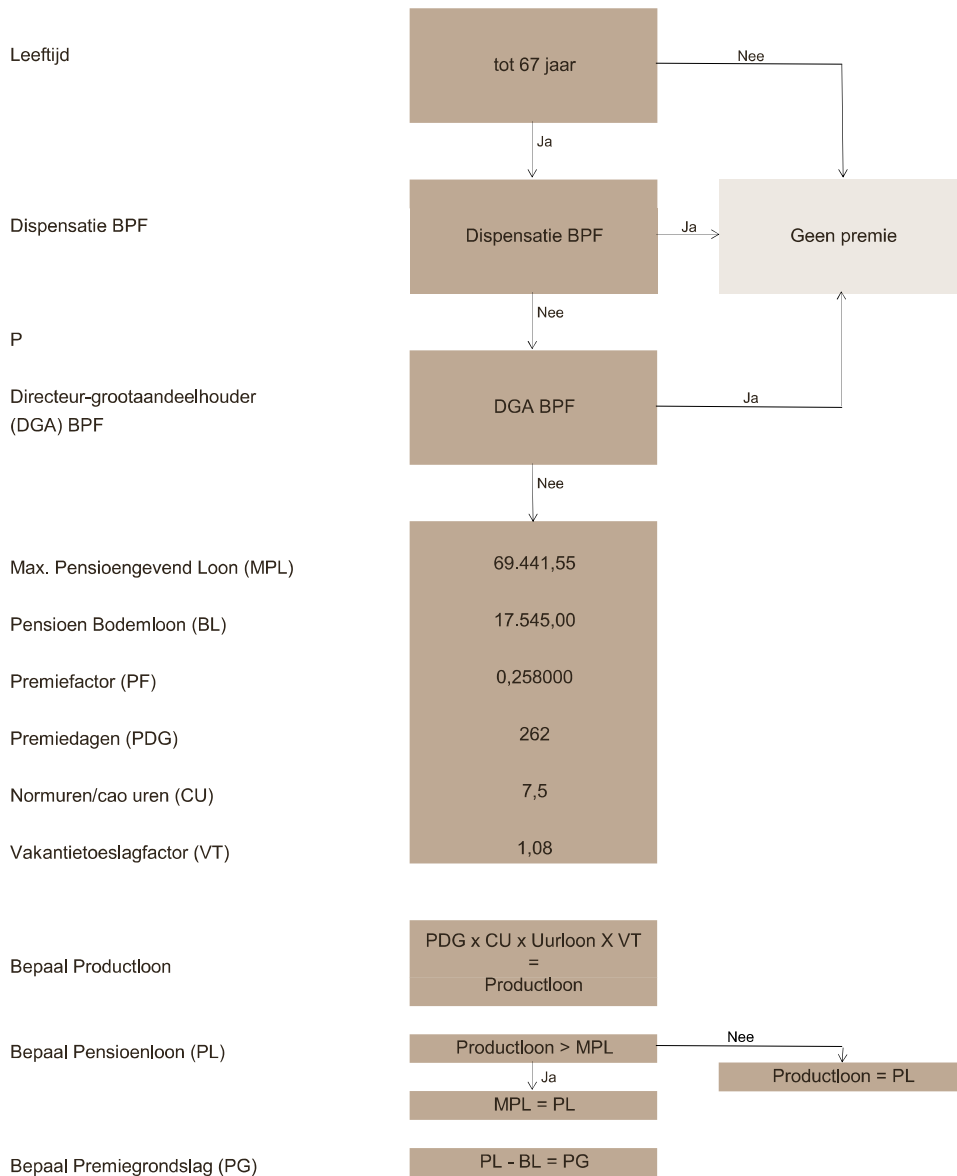 Leeftijd
tot 67 jaar
Nee
Ja
Dispensatie BPF
Dispensatie BPF
Ja
Geen premie
Nee
P
Directeur-grootaandeelhouder
(DGA) BPF
DGA BPF
Ja
Nee
Max. Pensioengevend Loon (MPL)
69.441,55
Pensioen Bodemloon (BL)
17.545,00
Premiefactor (PF)
0,258000
Premiedagen (PDG)
262
Normuren/cao uren (CU)
7,5
Vakantietoeslagfactor (VT)
1,08
Bepaal Productloon
PDG x CU x Uurloon X VT
=
Productloon
Bepaal Pensioenloon (PL)
Productloon > MPL
Nee
Productloon = PL
Ja
MPL = PL
Bepaal Premiegrondslag (PG)
PL - BL = PG